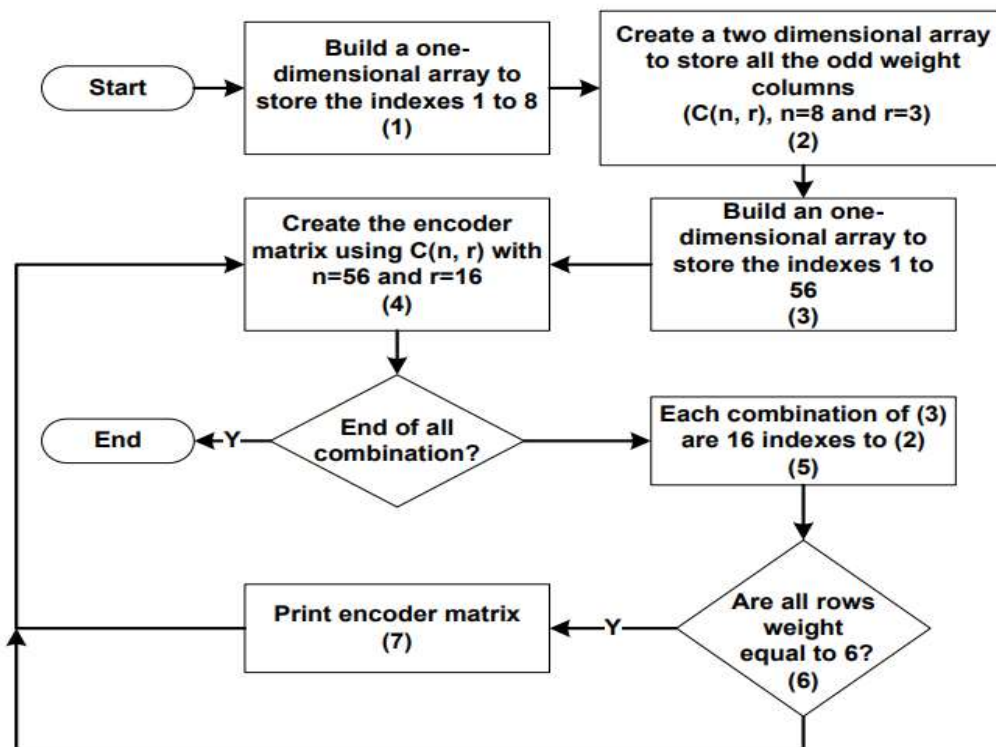 Start
Build a one-
dimensional array to
store the indexes 1 to 8
(1)
Create a two dimensional array
to store all the odd weight
columns
(C(n, r), n=8 and r=3)
(2)
Build an one-
dimensional array to
store the indexes 1 to
56
(3)
Create the encoder
matrix using C(n, r) with
n=56 and r=16
(4)
End of all
combination?
Y
End
Each combination of (3)
are 16 indexes to (2)
(5)
Are all rows
weight
equal to 6?
(6)
Y
Print encoder matrix
(7)